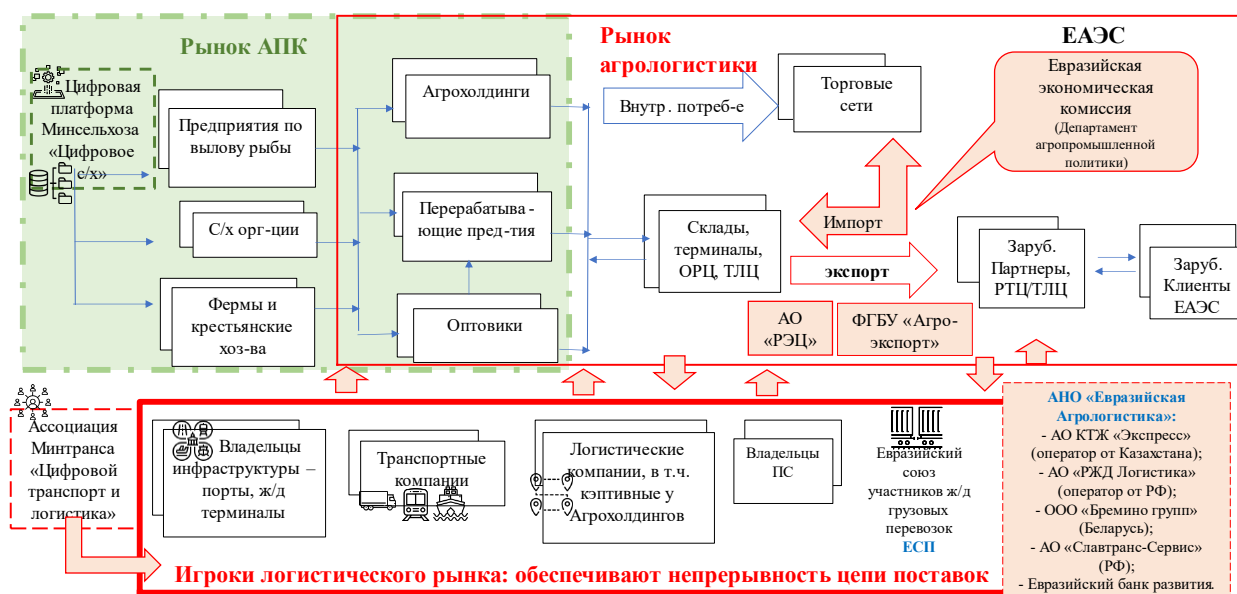 Рынок АПК
Рынок
агрологистики
ЕАЭС
Цифровая
платформа
Минсельхоза
«Цифровое
с/х»
Предприятия по
вылову рыбы
С/х орг-ции
Фермы и
крестьянские
хоз-ва
Агрохолдинги
Перерабатыва -
ющие пред-тия
Оптовики
Внутр. потреб-е
Торговые
сети
Евразийская
экономическая
комиссия
(Департамент
агропромышленной
политики)
Импорт
Склады,
терминалы,
ОРЦ, ТЛЦ
экспорт
Заруб.
Партнеры,
РТЦ/ТЛЦ
Заруб.
Клиенты
ЕАЭС
АО
«РЭЦ»
ФГБУ «Агро-
экспорт»
Ассоциация
Минтранса
«Цифровой
транспорт и
логистика»
Владельцы
инфраструктуры –
порты, ж/д
терминалы
Транспортные
компании
Логистические
компании, в т.ч.
кэптивные у
Агрохолдингов
Владельцы
ПС
Евразийский
союз
участников ж/д
грузовых
перевозок
ЕСП
АНО «Евразийская
Агрологистика»:
- АО КТЖ «Экспресс»
(оператор от Казахстана);
- АО «РЖД Логистика»
(оператор от РФ);
- ООО «Бремино групп»
(Беларусь);
- АО «Славтранс-Сервис»
(РФ);
- Евразийский банк развития.
Игроки логистического рынка: обеспечивают непрерывность цепи поставок